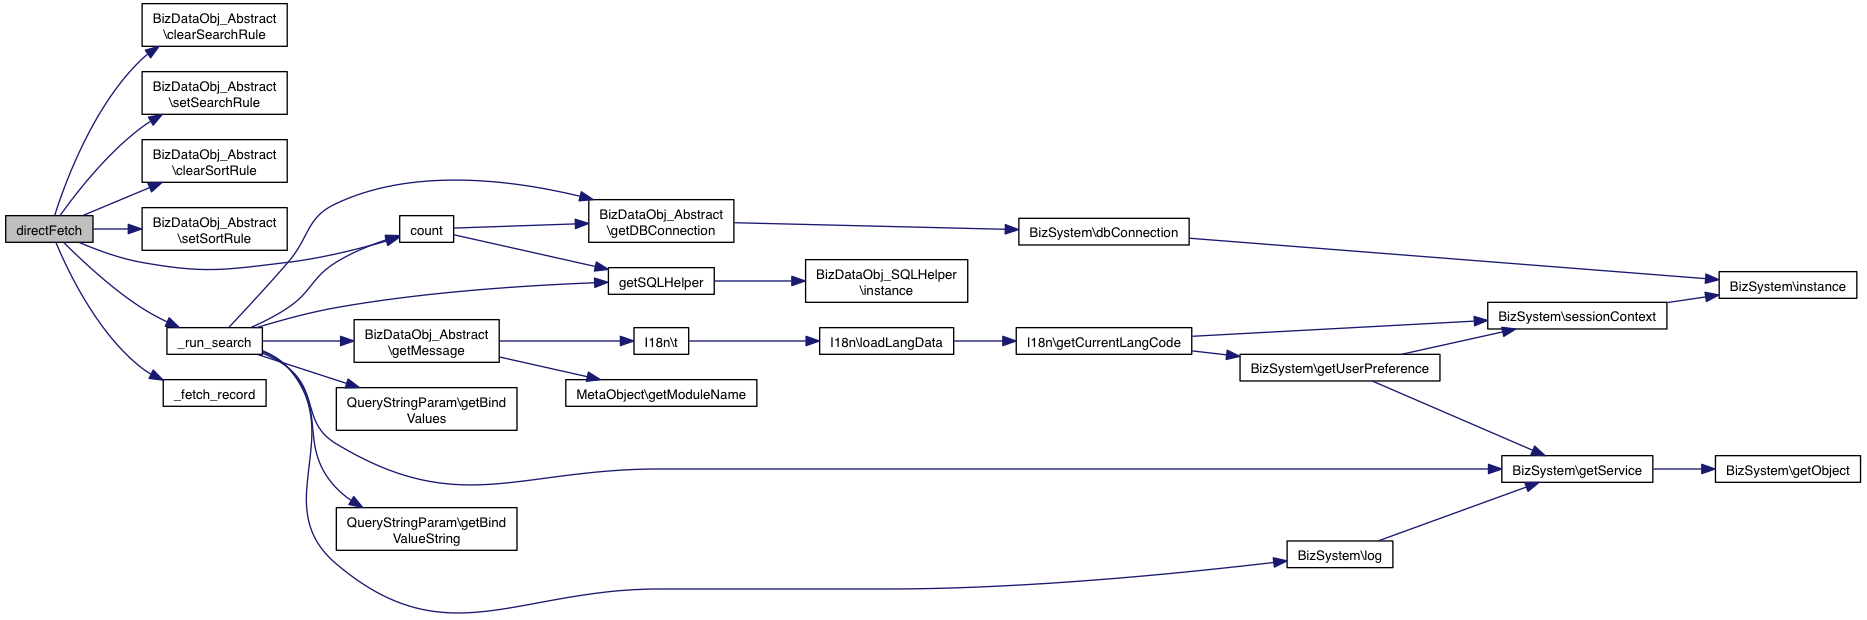 directFetch
BizDataObj_Abstract
\clearSearchRule
BizDataObj_Abstract
\setSearchRule
BizDataObj_Abstract
\clearSortRule
BizDataObj_Abstract
\setSortRule
_run_search
_fetch_record
count
BizDataObj_Abstract
\getMessage
QueryStringParam\getBind
Values
QueryStringParam\getBind
ValueString
BizDataObj_Abstract
\getDBConnection
getSQLHelper
I18n\t
MetaObject\getModuleName
BizDataObj_SQLHelper
\instance
I18n\loadLangData
BizSystem\dbConnection
I18n\getCurrentLangCode
BizSystem\getUserPreference
BizSystem\log
BizSystem\sessionContext
BizSystem\getService
BizSystem\instance
BizSystem\getObject